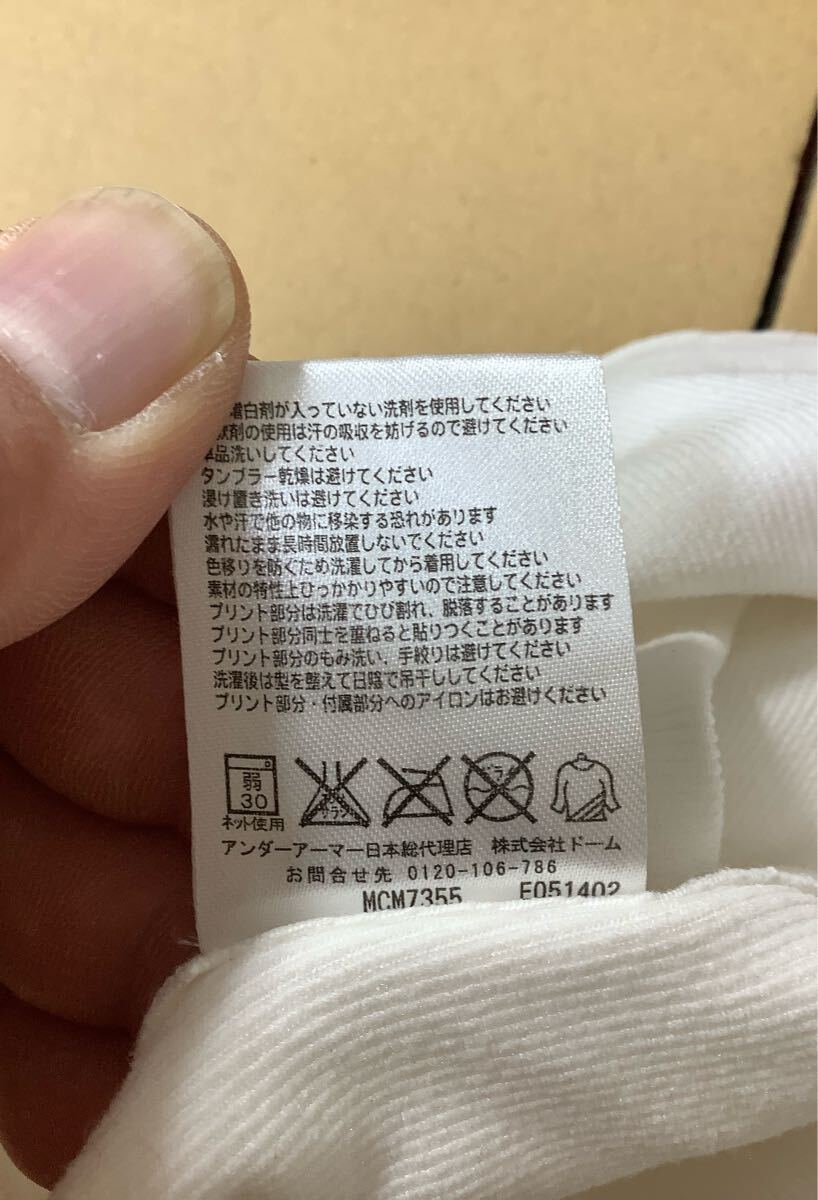 増白剤が入っていない洗剤を使用してください
軟剤の使用は汗の吸収を妨げるので避けてください
単品洗いしてください
タンブラー乾燥は避けてください
浸け置き洗いは避けてください
水や汗で他の物に移染する恐れがあります
濡れたまま長時間放置しないでください
色移りを防ぐため洗濯してから着用してください
素材の特性上ひっかかりやすいので注意してください
プリント部分は洗濯でひび割れ、脱落することがあります
プリント部分同士を重ねると貼りつくことがあります
プリント部分のもみ洗い、手絞りは避けてください
洗濯後は型を整えて日陰で吊干ししてください
プリント部分・付属部分へのアイロンはお避けください
弱
30
ネット使用
アンダーアーマー日本総代理店 株式会社ドーム
お問合せ先 0120-106-786
MCM7355 E051402